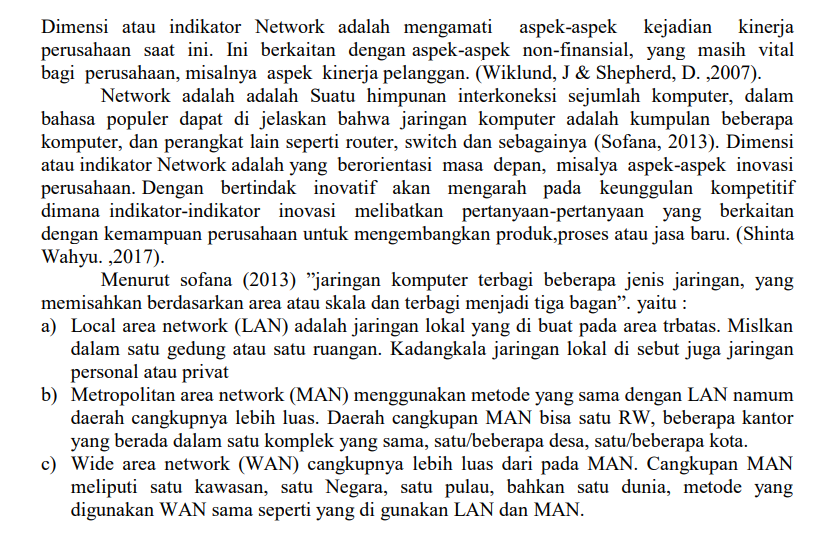 Dimensi atau indikator Network adalah mengamati aspek-aspek kejadian kinerja
perusahaan saat ini. Ini berkaitan dengan aspek-aspek non-finansial, yang masih vital
bagi perusahaan, misalnya aspek kinerja pelanggan. (Wiklund, J & Shepherd, D. ,2007).
Network adalah adalah Suatu himpunan interkoneksi sejumlah komputer, dalam
bahasa populer dapat di jelaskan bahwa jaringan komputer adalah kumpulan beberapa
komputer, dan perangkat lain seperti router, switch dan sebagainya (Sofana, 2013). Dimensi
atau indikator Network adalah yang berorientasi masa depan, misalya aspek-aspek inovasi
perusahaan. Dengan bertindak inovatif akan mengarah pada keunggulan kompetitif
dimana indikator-indikator inovasi melibatkan pertanyaan-pertanyaan yang berkaitan
dengan kemampuan perusahaan untuk mengembangkan produk,proses atau jasa baru. (Shinta
Wahyu. ,2017).
Menurut sofana (2013) ”jaringan komputer terbagi beberapa jenis jaringan, yang
memisahkan berdasarkan area atau skala dan terbagi menjadi tiga bagan”. yaitu :
a) Local area network (LAN) adalah jaringan lokal yang di buat pada area trbatas. Mislkan
dalam satu gedung atau satu ruangan. Kadangkala jaringan lokal di sebut juga jaringan
personal atau privat
b) Metropolitan area network (MAN) menggunakan metode yang sama dengan LAN namum
daerah cangkupnya lebih luas. Daerah cangkupan MAN bisa satu RW, beberapa kantor
yang berada dalam satu komplek yang sama, satu/beberapa desa, satu/beberapa kota.
c) Wide area network (WAN) cangkupnya lebih luas dari pada MAN. Cangkupan MAN
meliputi satu kawasan, satu Negara, satu pulau, bahkan satu dunia, metode yang
digunakan WAN sama seperti yang di gunakan LAN dan MAN.